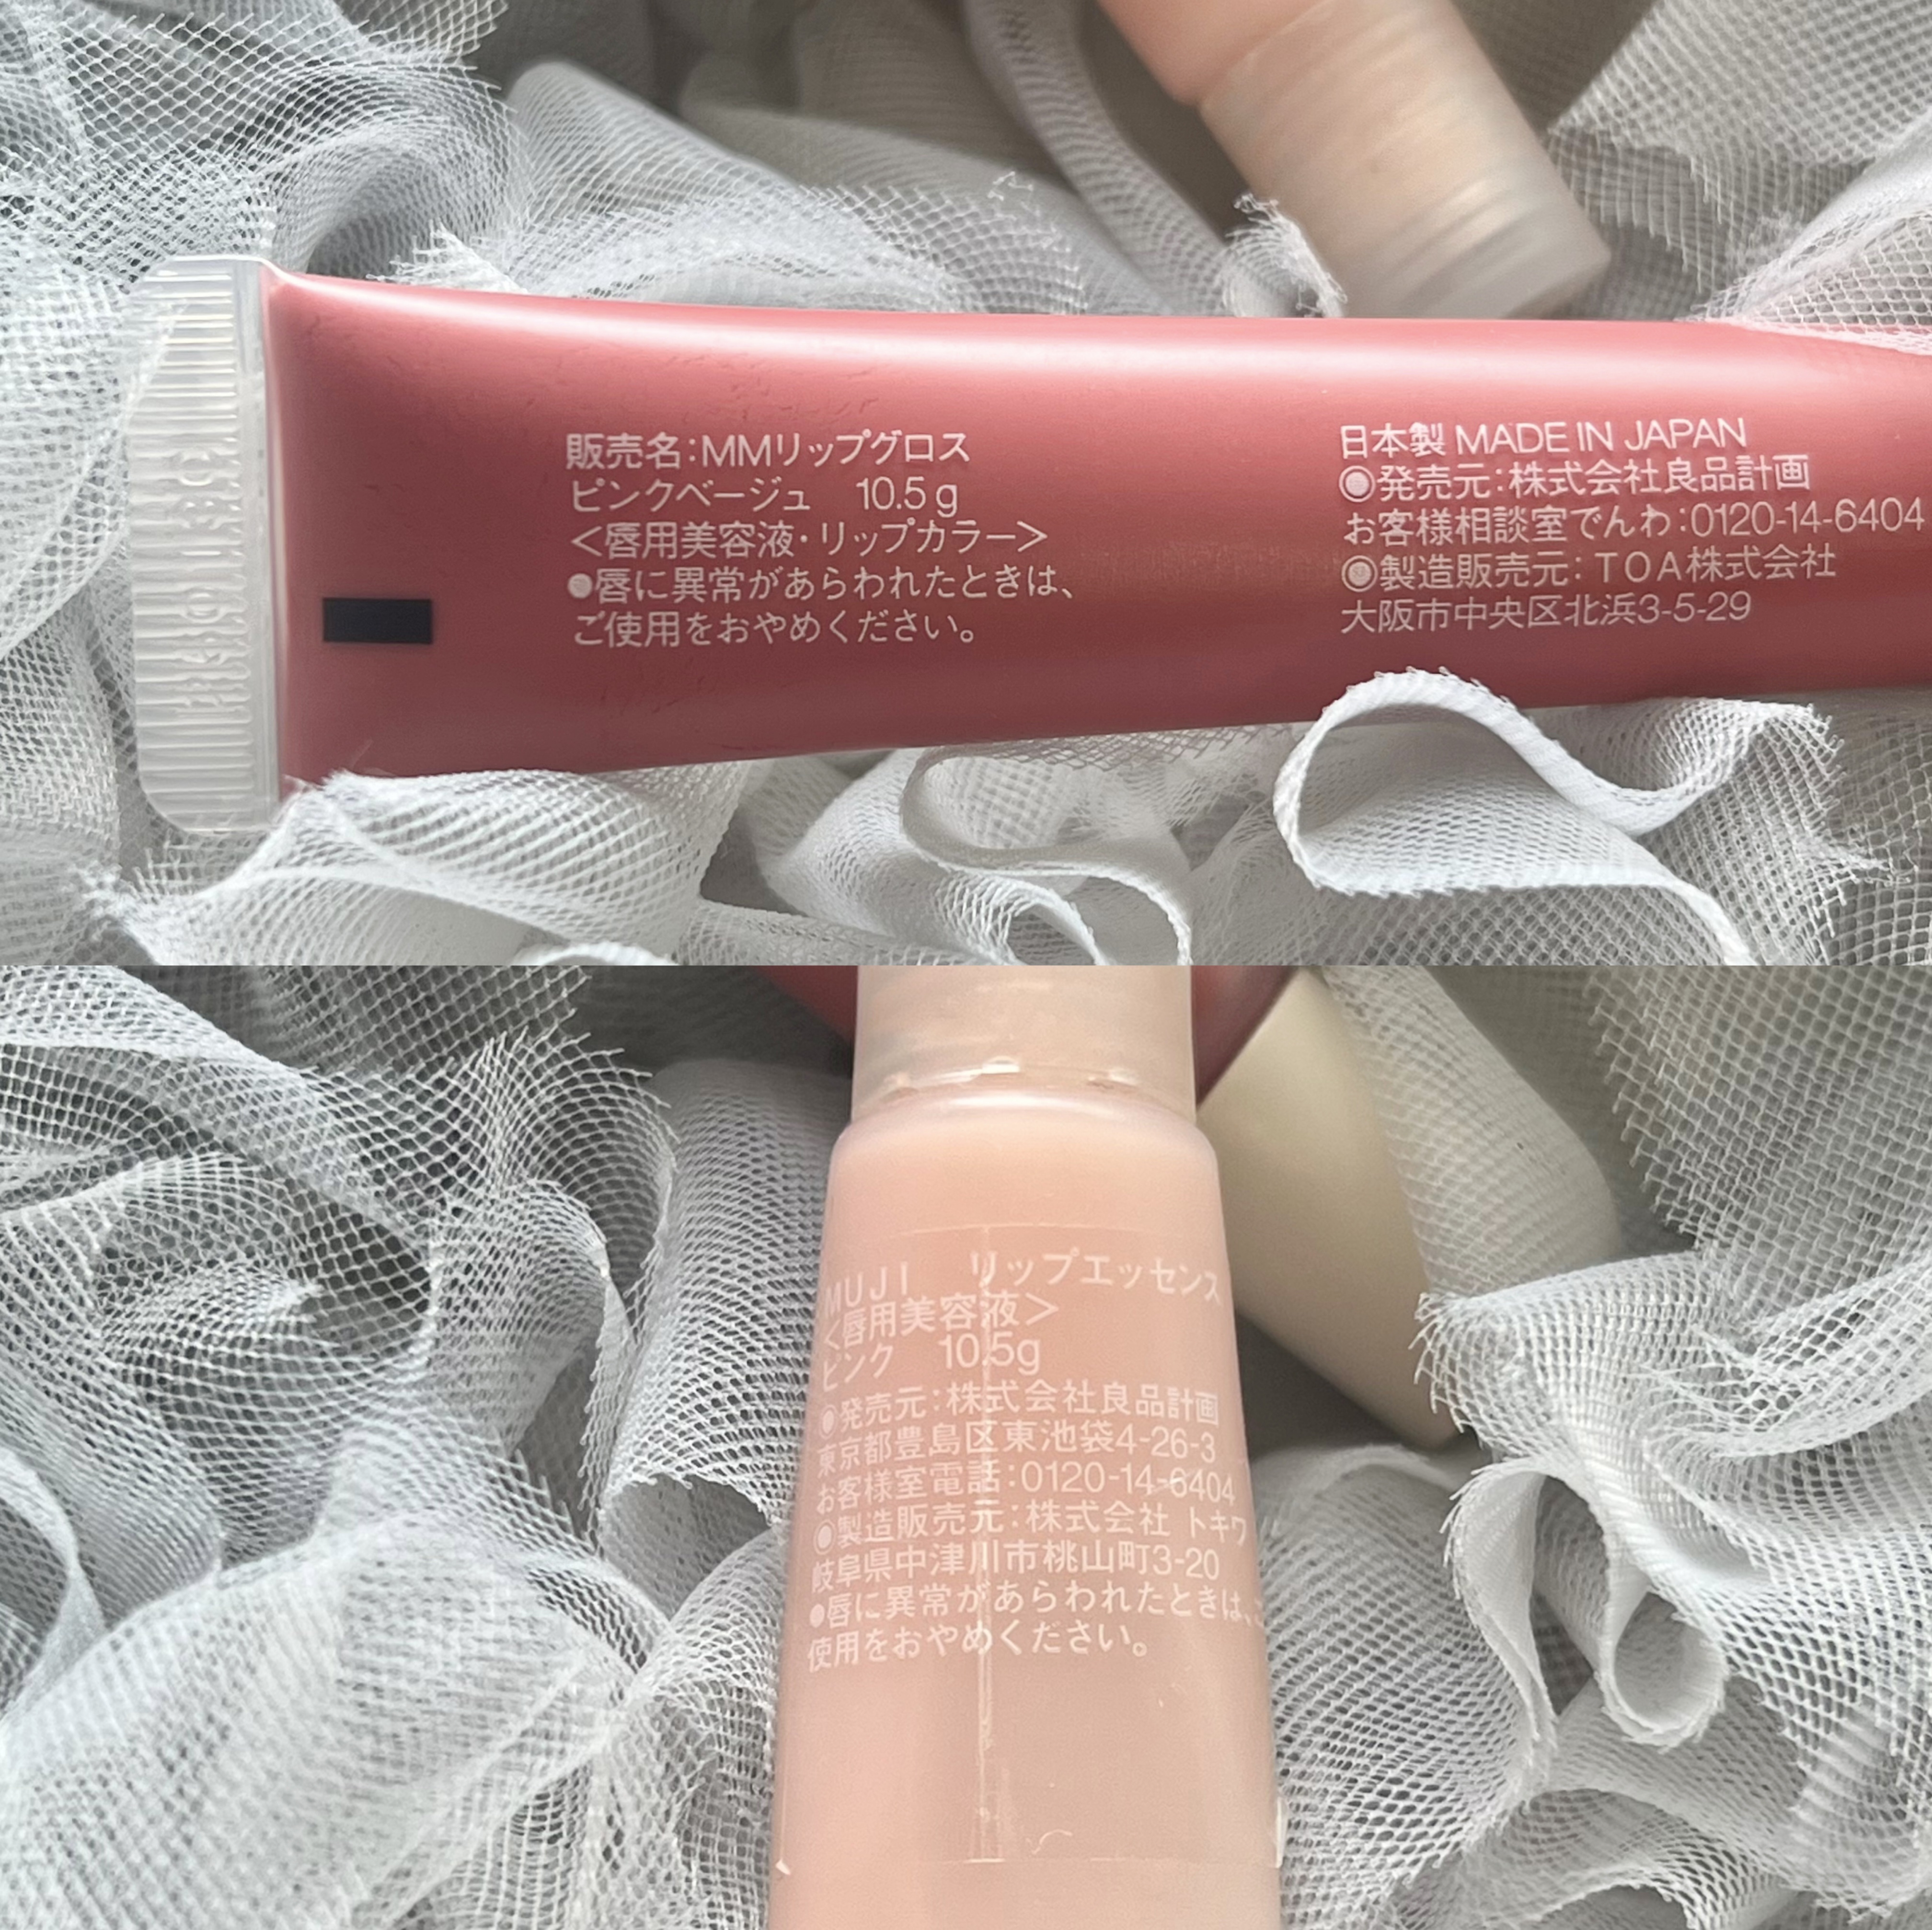 販売名:MMリップグロス
ピンクベージュ 10.5g
<唇用美容液・リップカラー>
●唇に異常があらわれたときは、
ご使用をおやめください。
日本製 MADE IN JAPAN
◉発売元:株式会社良品計画
お客様相談室でんわ:0120-14-6404
◉製造販売元:TOA株式会社
大阪市中央区北浜3-5-29
MUJI リップエッセンス
<唇用美容液>
ピンク 10.5g
◉発売元:株式会社良品計画
東京都豊島区東池袋4-26-3
お客様室電話:0120-14-6404
◉製造販売元:株式会社 トキワ
岐阜県中津川市桃山町3-20
●唇に異常があらわれたときは、ご
使用をおやめください。